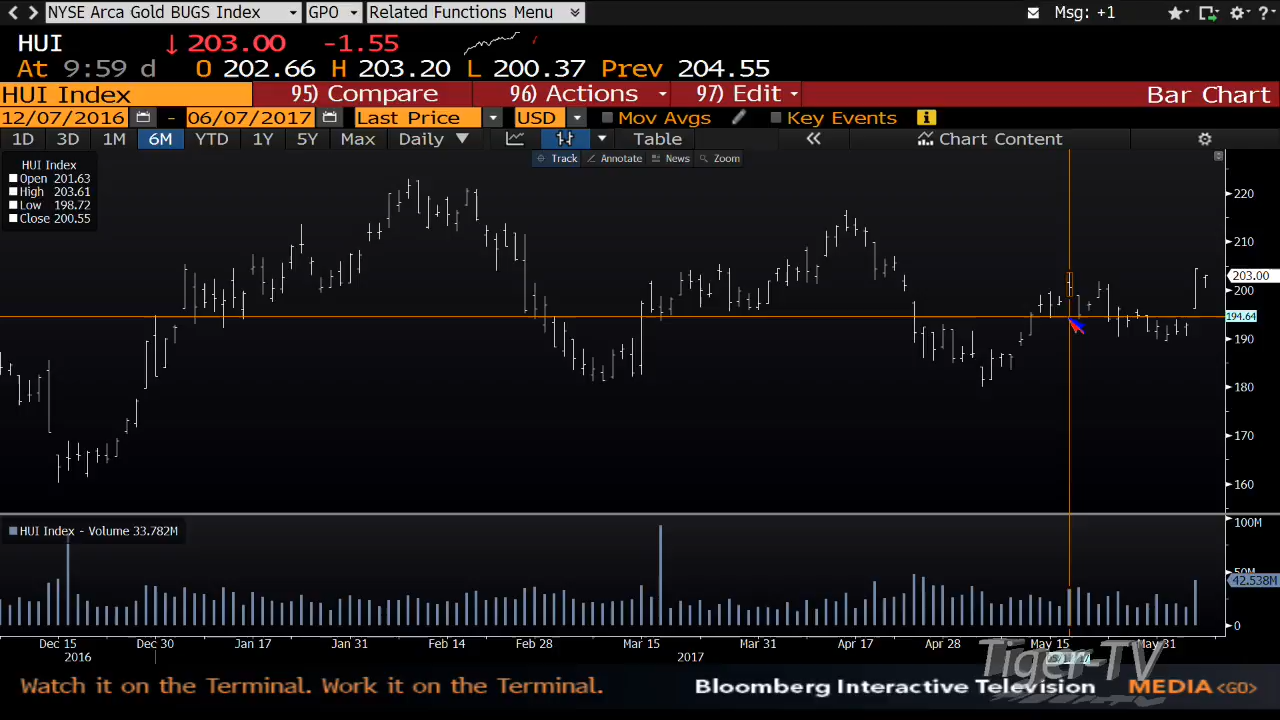 NYSE Arca Gold BUGS Index GPO Related Functions Menu Msg: +1 ?
HUI ↓ 203.00 -1.55
At 9:59 d O 202.66 H 203.20 L 200.37 Prev 204.55
HUI Index 95) Compare 96) Actions 97) Edit Bar Chart
12/07/2016 - 06/07/2017 Last Price USD Mov Avgs Key Events
1D 3D 1M 6M YTD 1Y 5Y Max Daily Table Chart Content
Track Annotate News Zoom
HUI Index
Open 201.63
High 203.61
Low 198.72
Close 200.55
220
210
203.00
200
194.64
190
180
170
160
HUI Index - Volume 33.782M
100M
50M
42.538M
0
Dec 15 Dec 30 Jan 17 Jan 31 Feb 14 Feb 28 Mar 15 Mar 31 Apr 17 Apr 28 May 15 May 31
2016 2017
Tiger-TV
Watch it on the Terminal. Work it on the Terminal. Bloomberg Interactive Television MEDIA <GO>